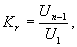 K_r = U_{n-1} / U_1 ,